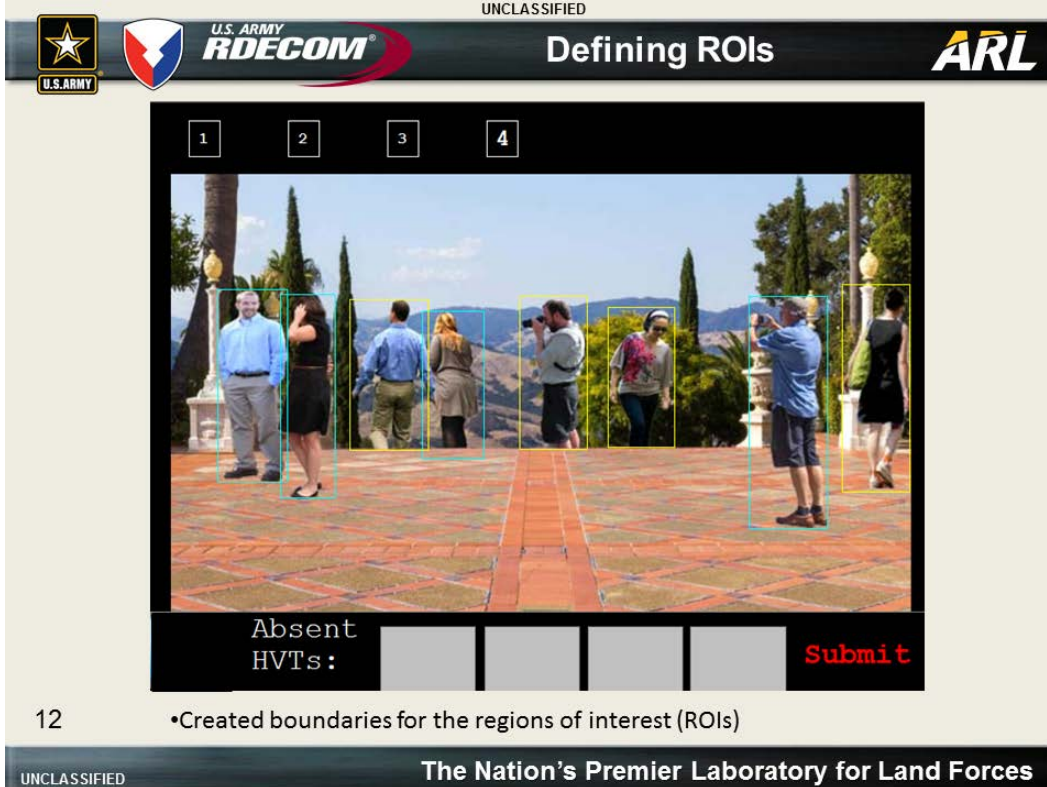 UNCLASSIFIED
U.S. ARMY
RDECOM®
Defining ROIs
ARL
U.S.ARMY
1 2 3 4
Absent
HVTs:
Submit
12
•Created boundaries for the regions of interest (ROIs)
The Nation's Premier Laboratory for Land Forces
UNCLASSIFIED